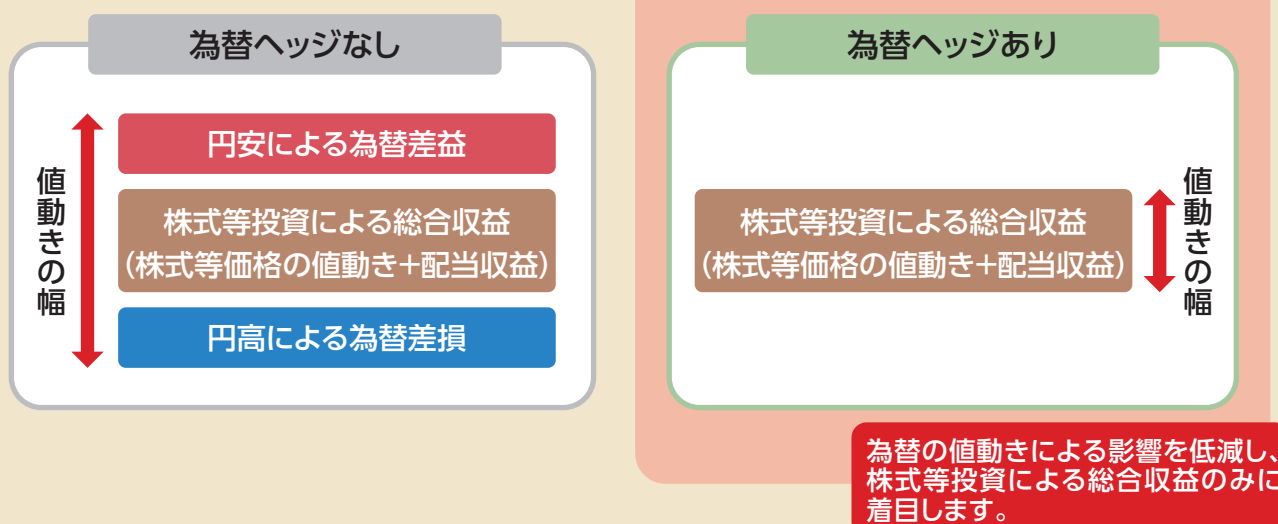 為替ヘッジなし
値動きの幅
円安による為替差益
株式等投資による総合収益
(株式等価格の値動き+配当収益)
円高による為替差損
為替ヘッジあり
株式等投資による総合収益
(株式等価格の値動き+配当収益)
値動きの幅
為替の値動きによる影響を低減し、
株式等投資による総合収益のみに
着目します。